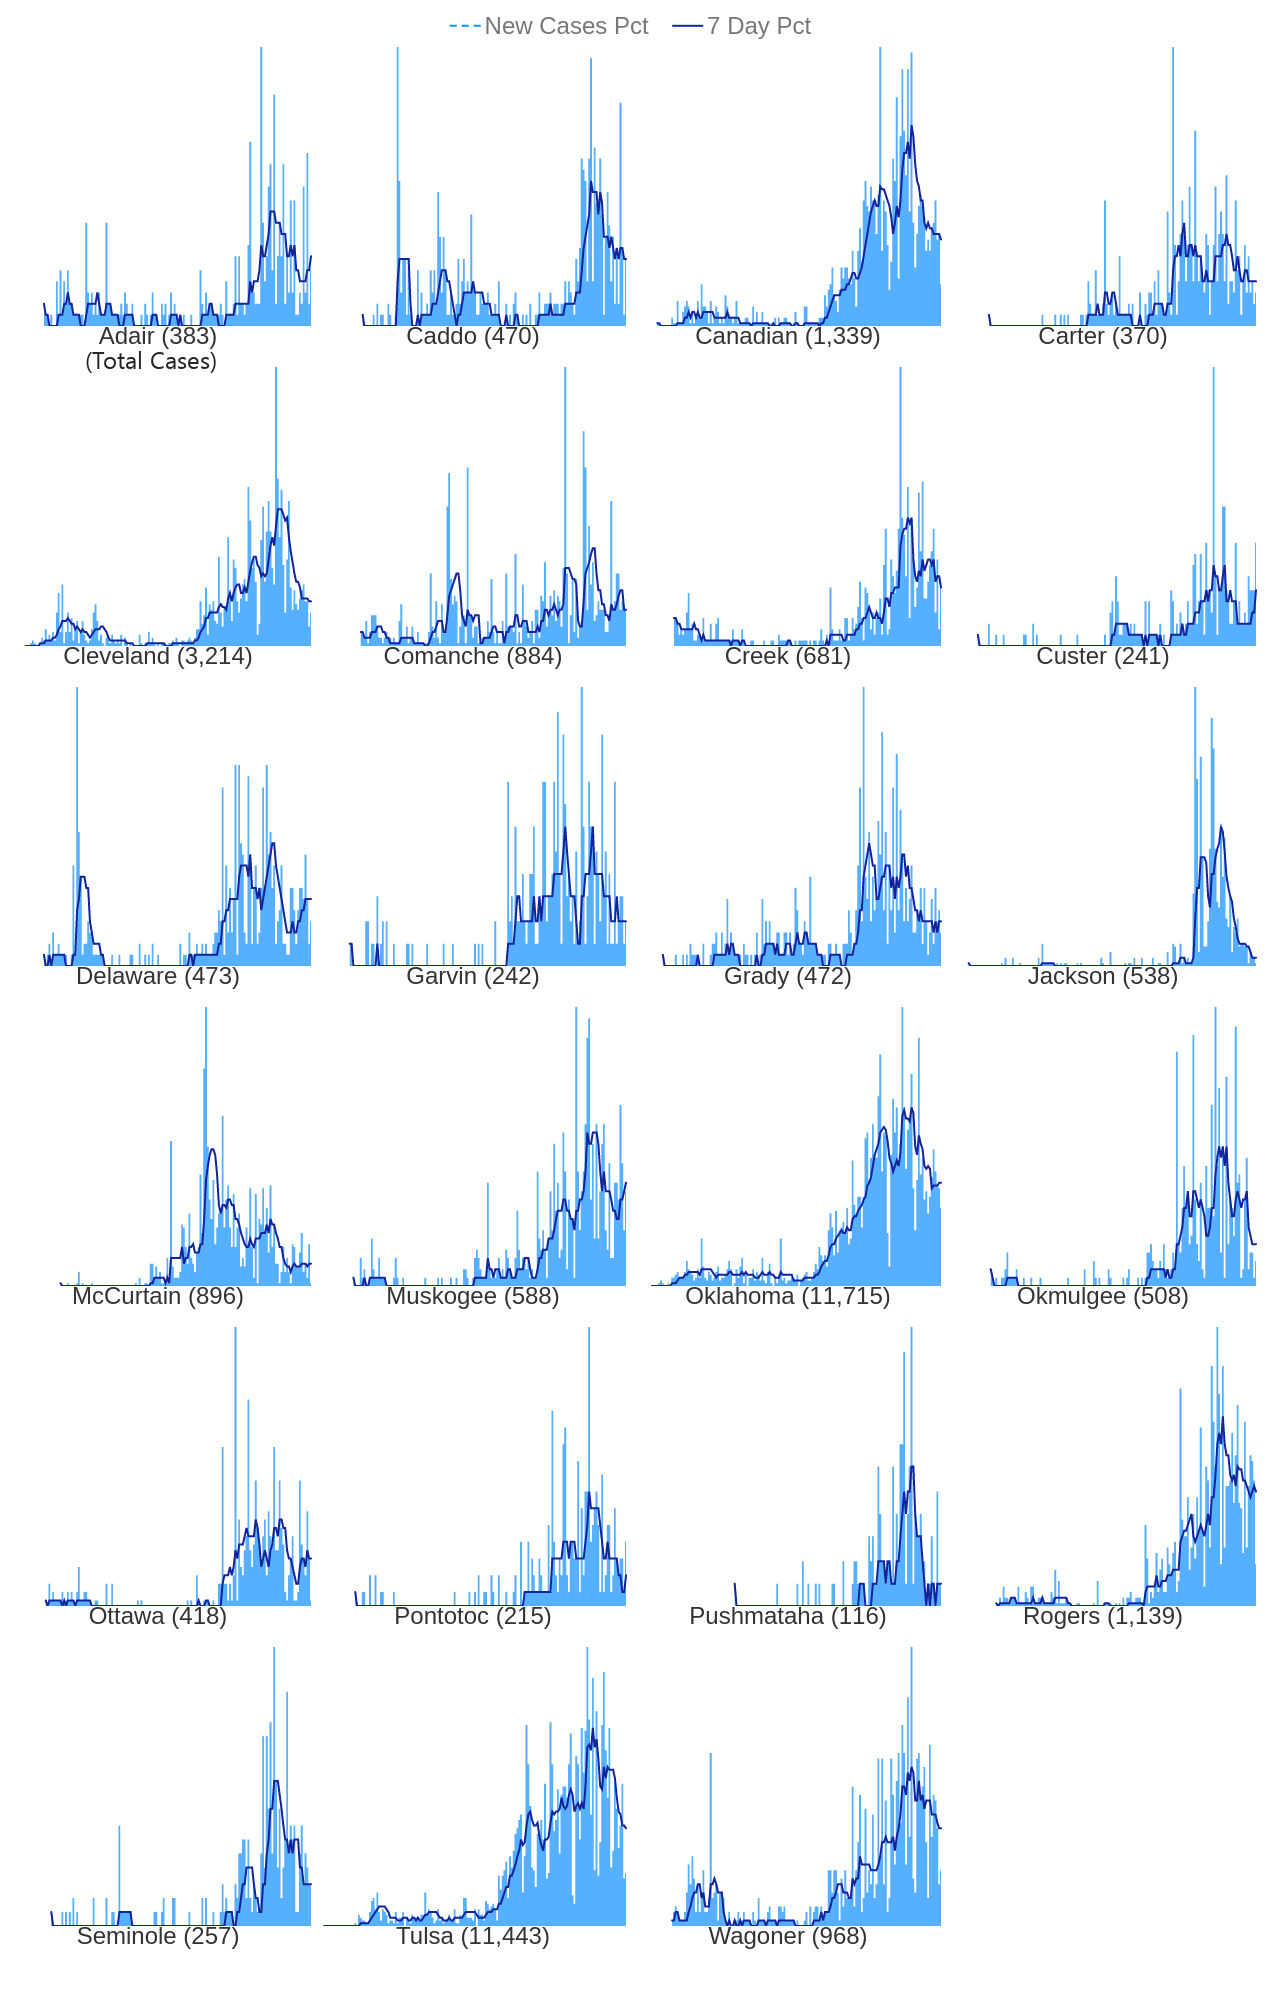 New Cases Pct 7 Day Pct
Adair (383) Caddo (470) Canadian (1,339) Carter (370)
(Total Cases)
Cleveland (3,214) Comanche (884) Creek (681) Custer (241)
Delaware (473) Garvin (242) Grady (472) Jackson (538)
McCurtain (896) Muskogee (588) Oklahoma (11,715) Okmulgee (508)
Ottawa (418) Pontotoc (215) Pushmataha (116) Rogers (1,139)
Seminole (257) Tulsa (11,443) Wagoner (968)